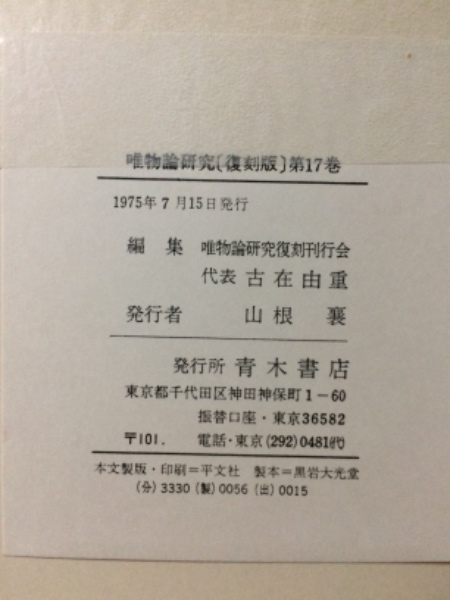 唯物論研究〔復刻版〕第17巻
1975年7月15日発行
編集 唯物論研究復刻刊行会
代表 古在由重
発行者 山根襄
発行所 青木書店
東京都千代田区神田神保町1-60
振替口座・東京36582
〒101. 電話・東京(292)0481(代)
本文製版・印刷=平文社 製本=黒岩大光堂
(分)3330(製)0056(出)0015